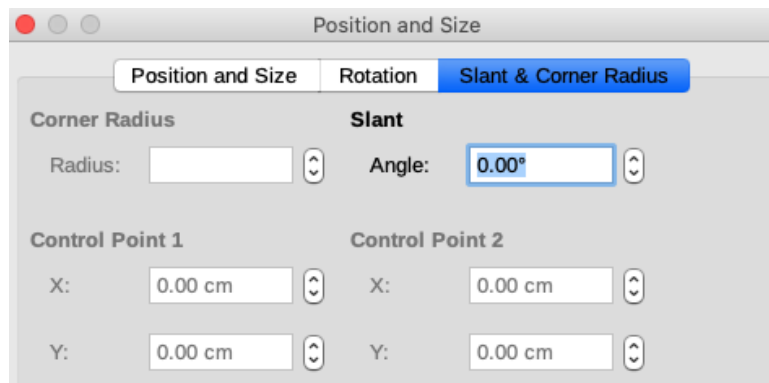 Position and Size
Position and Size Rotation Slant & Corner Radius
Corner Radius Slant
Radius: Angle: 0.00°
Control Point 1 Control Point 2
X: 0.00 cm X: 0.00 cm
Y: 0.00 cm Y: 0.00 cm